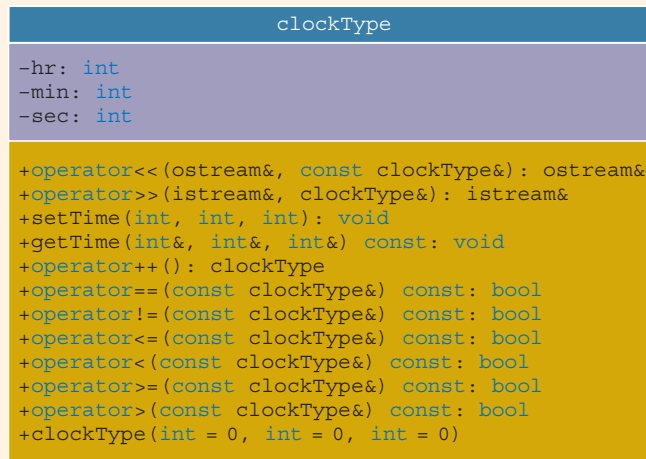 clockType
-hr: int
-min: int
-sec: int
+operator<<(ostream&, const clockType&): ostream&
+operator>>(istream&, clockType&): istream&
+setTime(int, int, int): void
+getTime(int&, int&, int&) const: void
+operator++(): clockType
+operator==(const clockType&) const: bool
+operator!=(const clockType&) const: bool
+operator<=(const clockType&) const: bool
+operator<(const clockType&) const: bool
+operator>=(const clockType&) const: bool
+operator>(const clockType&) const: bool
+clockType(int = 0, int = 0, int = 0)